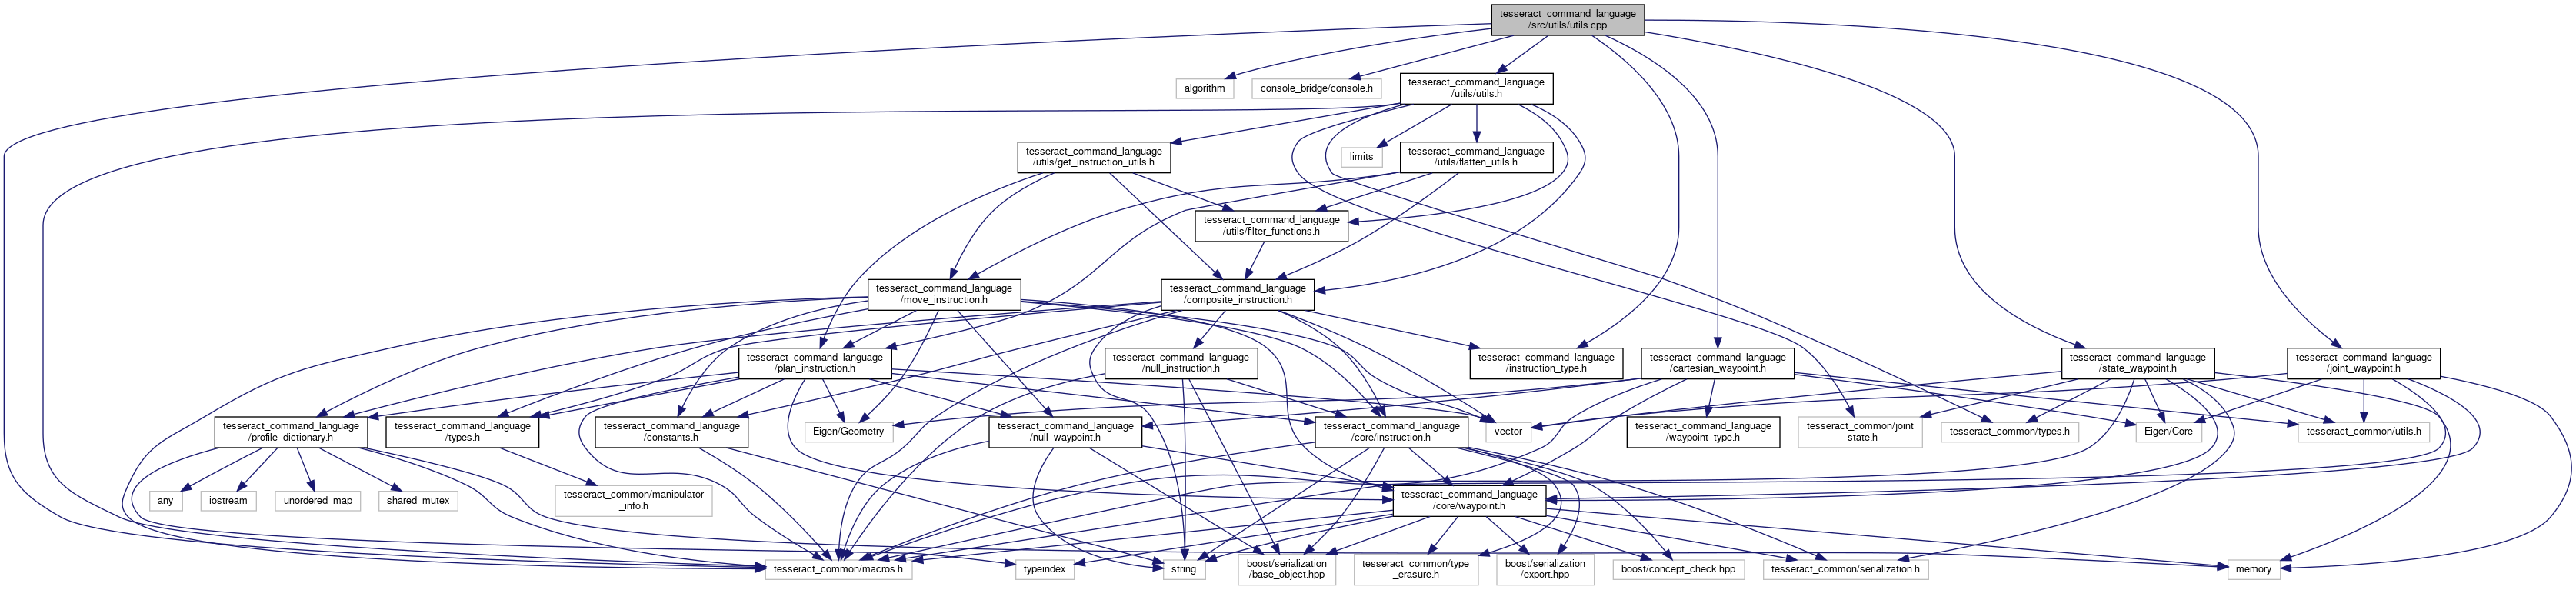 tesseract_command_language
/src/utils/utils.cpp
algorithm
console_bridge/console.h
tesseract_command_language
/utils/utils.h
tesseract_command_language
/utils/get_instruction_utils.h
limits
tesseract_command_language
/utils/flatten_utils.h
tesseract_command_language
/utils/filter_functions.h
tesseract_command_language
/move_instruction.h
tesseract_command_language
/composite_instruction.h
tesseract_command_language
/plan_instruction.h
tesseract_command_language
/null_instruction.h
tesseract_command_language
/instruction_type.h
tesseract_command_language
/cartesian_waypoint.h
tesseract_command_language
/state_waypoint.h
tesseract_command_language
/joint_waypoint.h
tesseract_command_language
/profile_dictionary.h
tesseract_command_language
/types.h
tesseract_command_language
/constants.h
Eigen/Geometry
tesseract_command_language
/null_waypoint.h
tesseract_command_language
/core/instruction.h
vector
tesseract_command_language
/waypoint_type.h
tesseract_common/joint
_state.h
tesseract_common/types.h
Eigen/Core
tesseract_common/utils.h
any
iostream
unordered_map
shared_mutex
tesseract_common/manipulator
_info.h
tesseract_command_language
/core/waypoint.h
tesseract_common/macros.h
typeindex
string
boost/serialization
/base_object.hpp
tesseract_common/type
_erasure.h
boost/serialization
/export.hpp
boost/concept_check.hpp
tesseract_common/serialization.h
memory